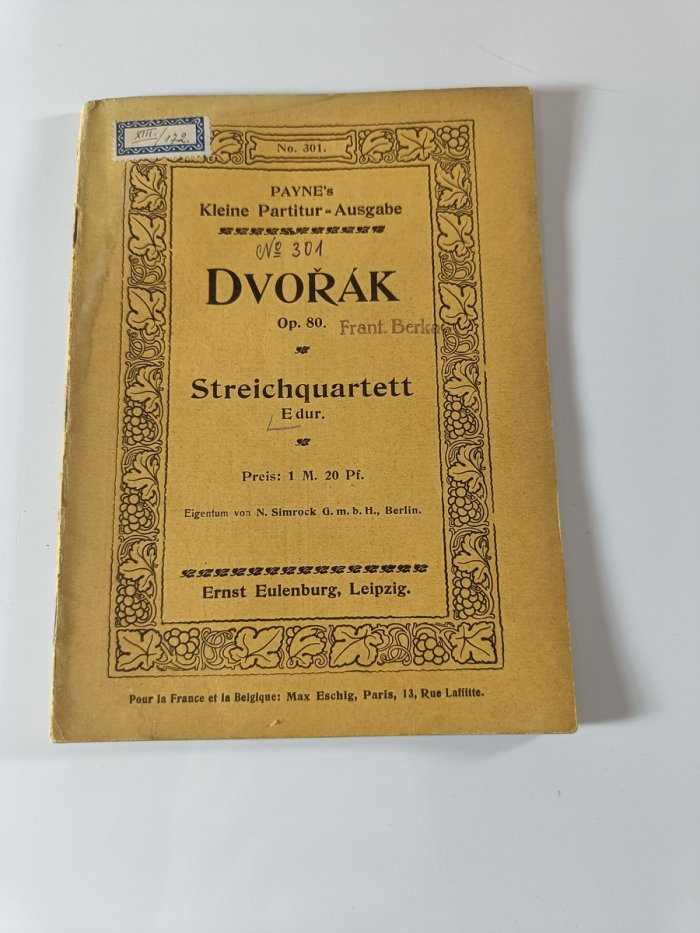 XIII./172.
No. 301.
PAYNE's
Kleine Partitur-Ausgabe
No 301
DVOŘÁK
Op. 80.
Frant. Berka
Streichquartett
E dur.
Preis: 1 M. 20 Pf.
Eigentum von N. Simrock G. m. b. H., Berlin.
Ernst Eulenburg, Leipzig.
Pour la France et la Belgique: Max Eschig, Paris, 13, Rue Laffitte.